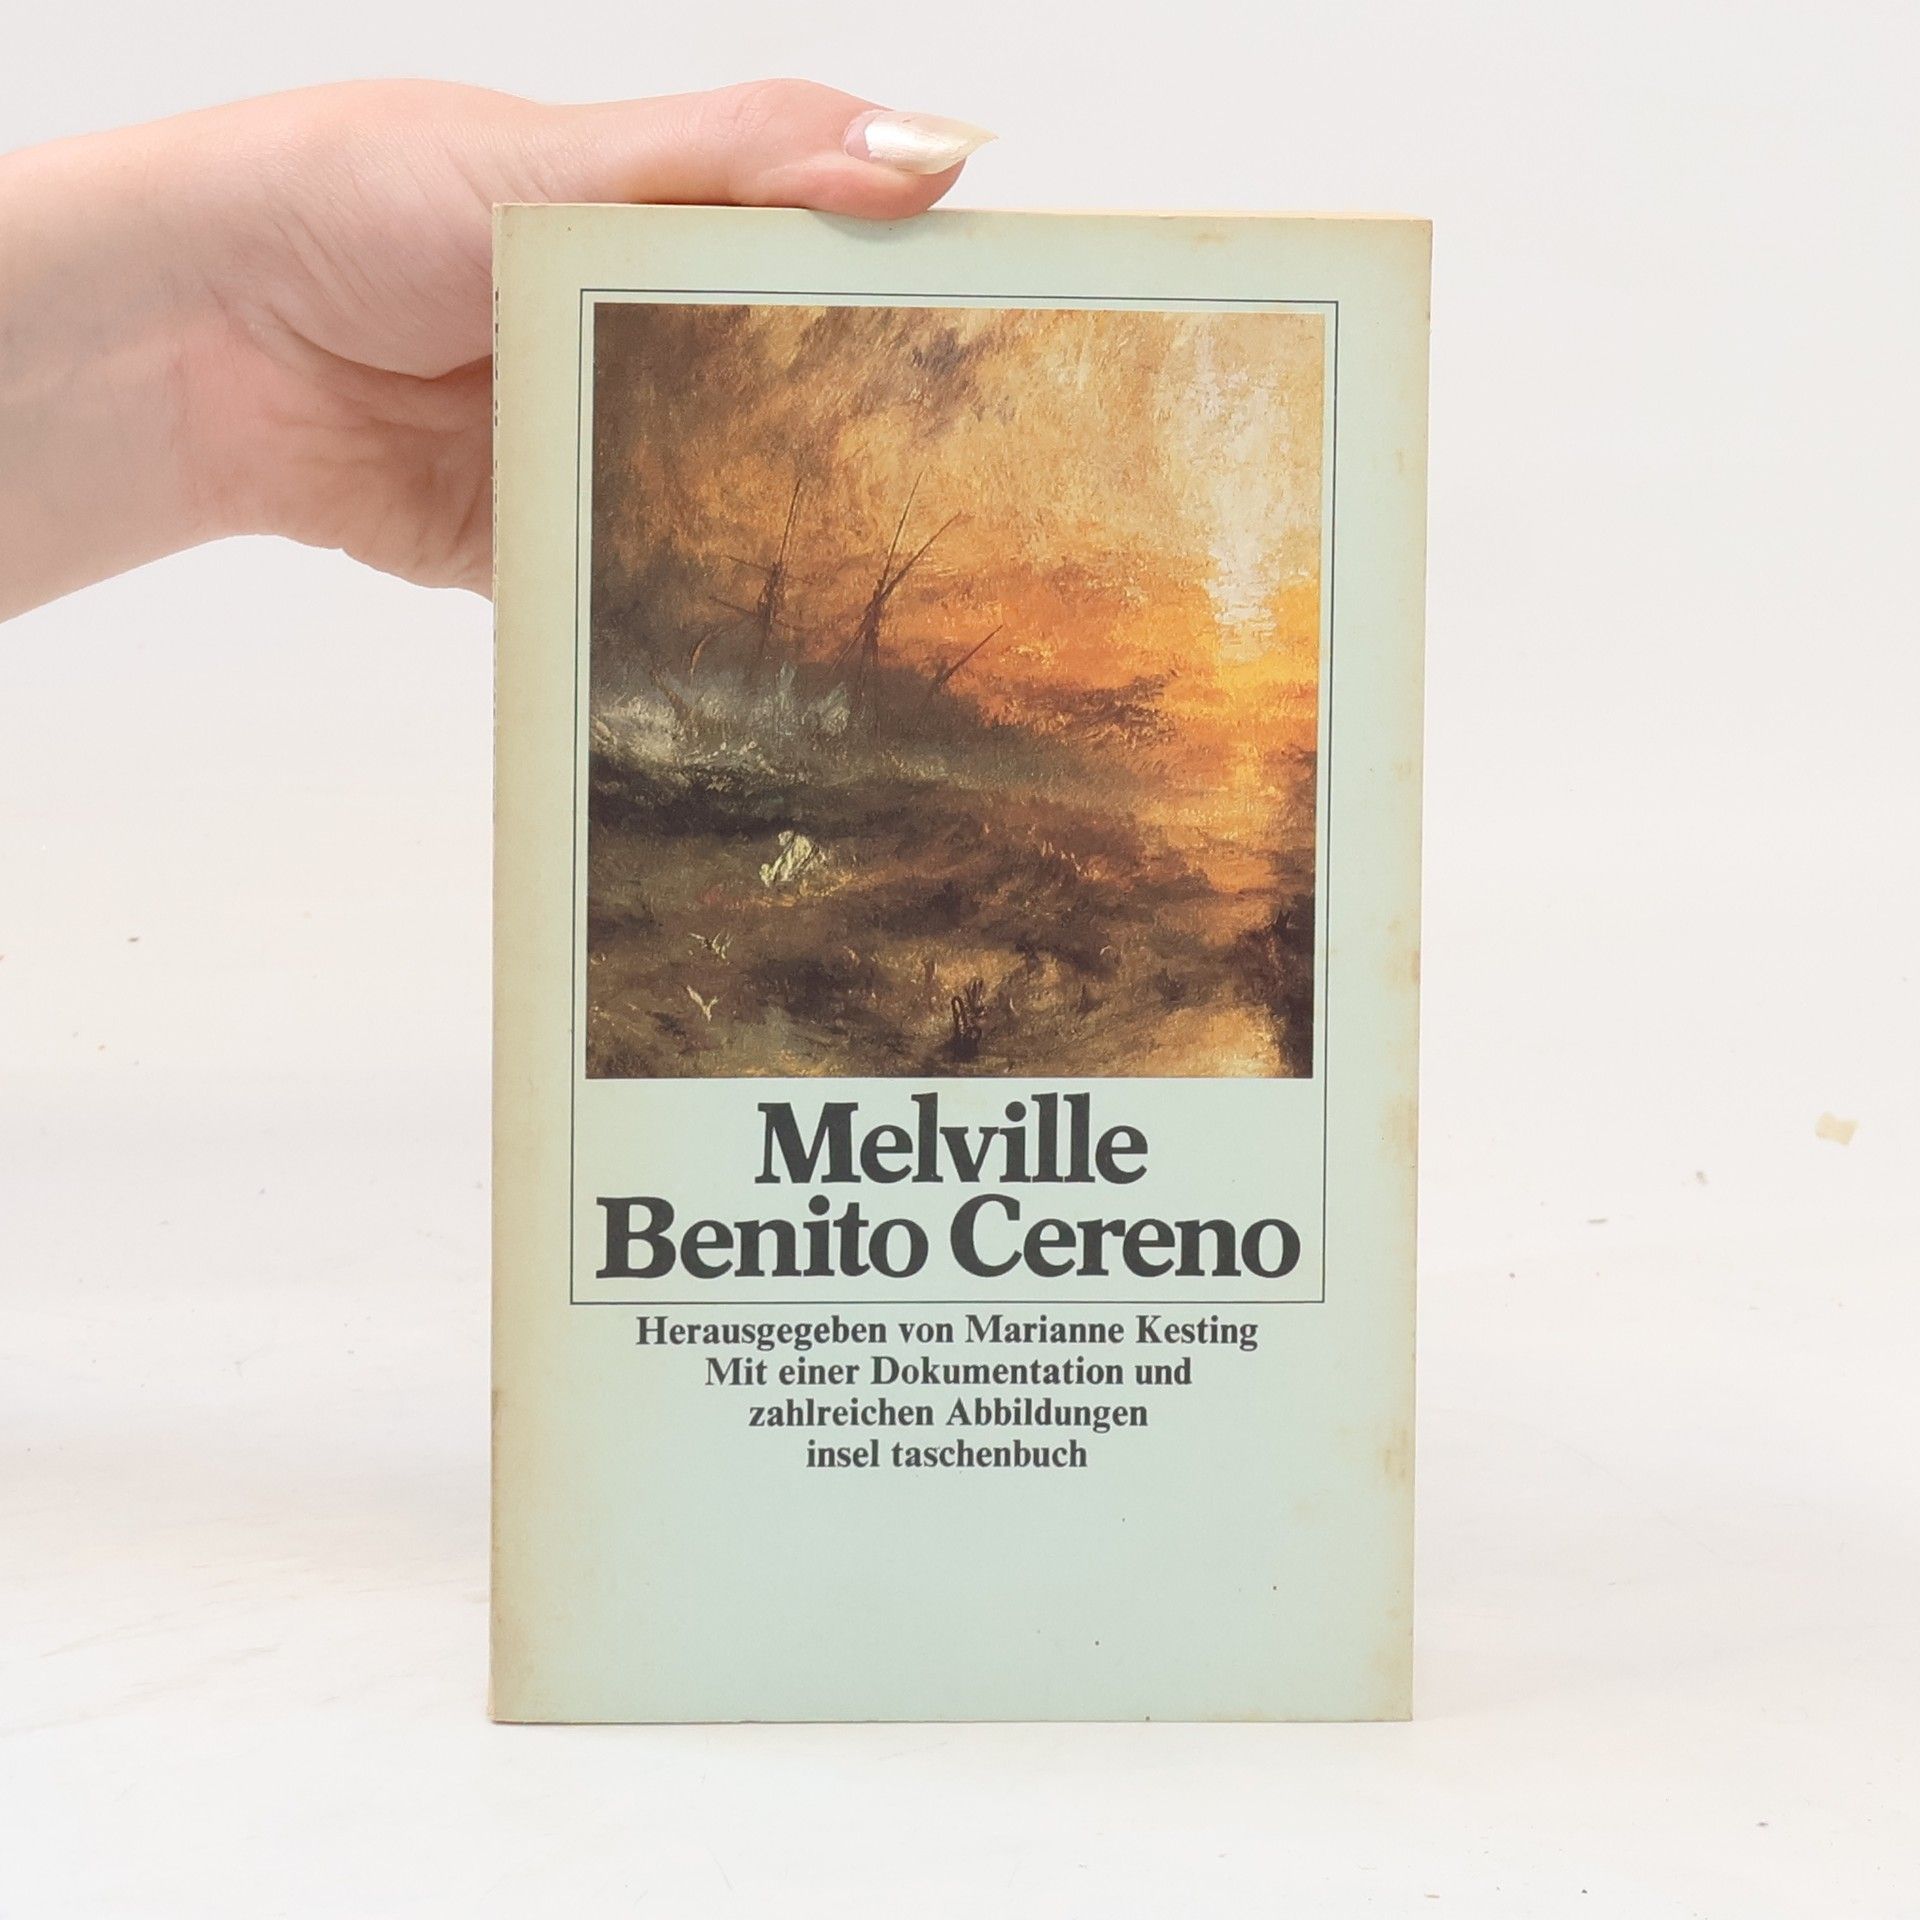 Melville
Benito Cereno
Herausgegeben von Marianne Kesting
Mit einer Dokumentation und
zahlreichen Abbildungen
insel taschenbuch